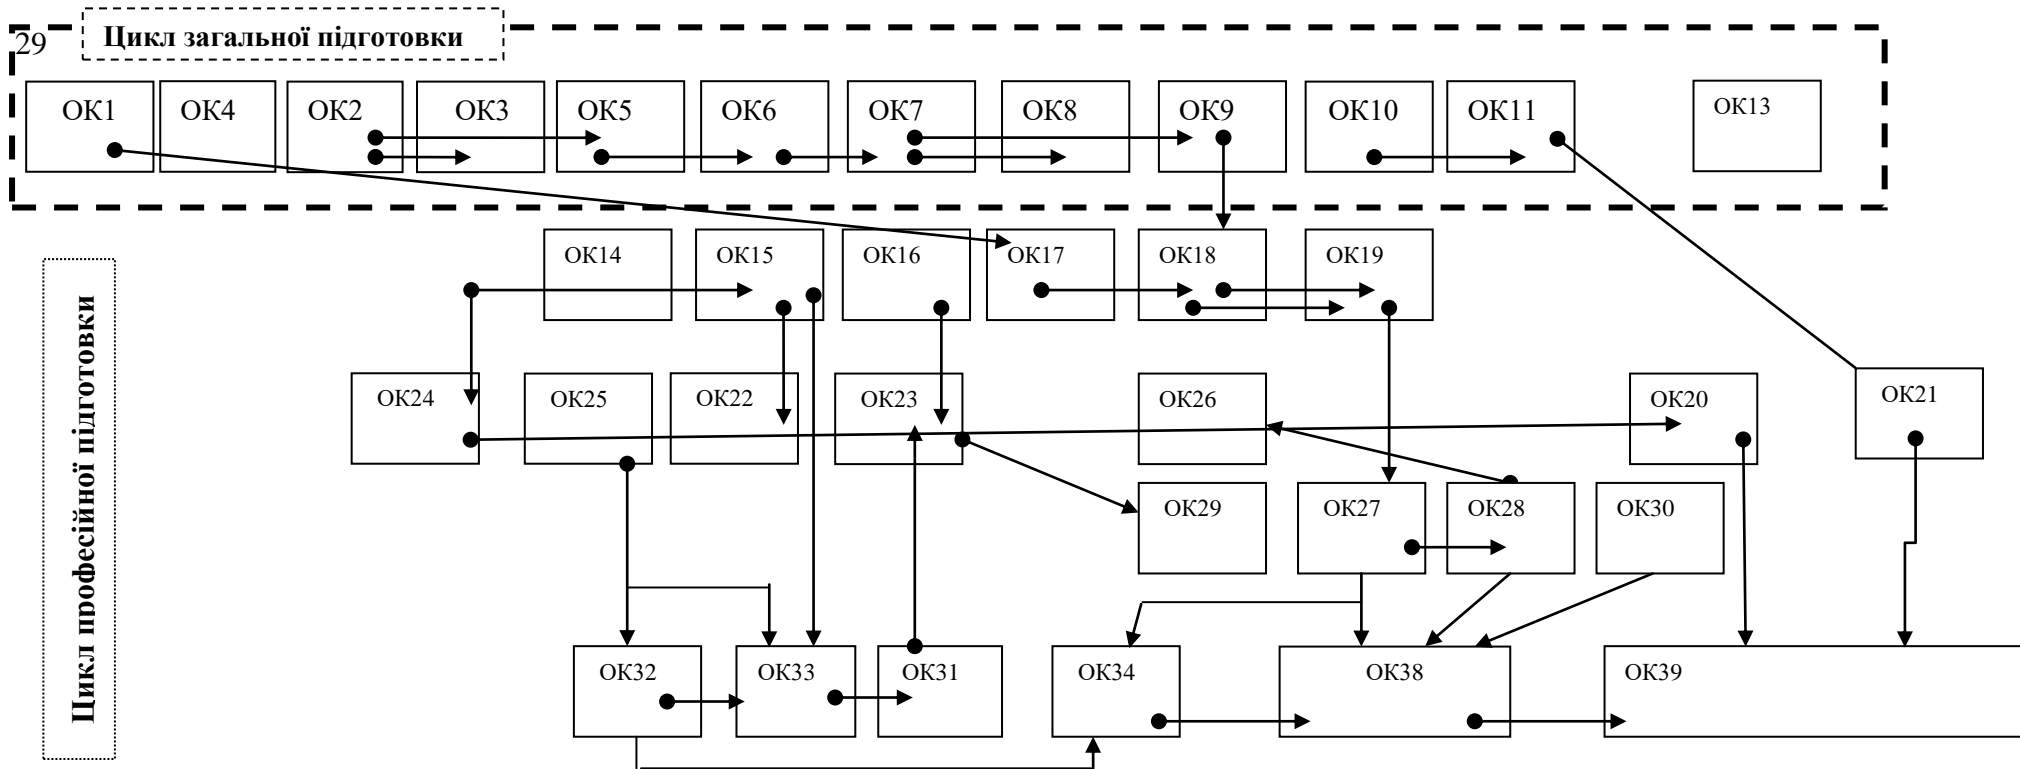 29
Цикл загальної підготовки
ОК1 ОК4 ОК2 ОК3 ОК5 ОК6 ОК7 ОК8 ОК9 ОК10 ОК11 ОК13
ОК14 ОК15 ОК16 ОК17 ОК18 ОК19
Цикл професійної підготовки
ОК24 ОК25 ОК22 ОК23 ОК26 ОК20 ОК21
ОК29 ОК27 ОК28 ОК30
ОК32 ОК33 ОК31 ОК34 ОК38 ОК39